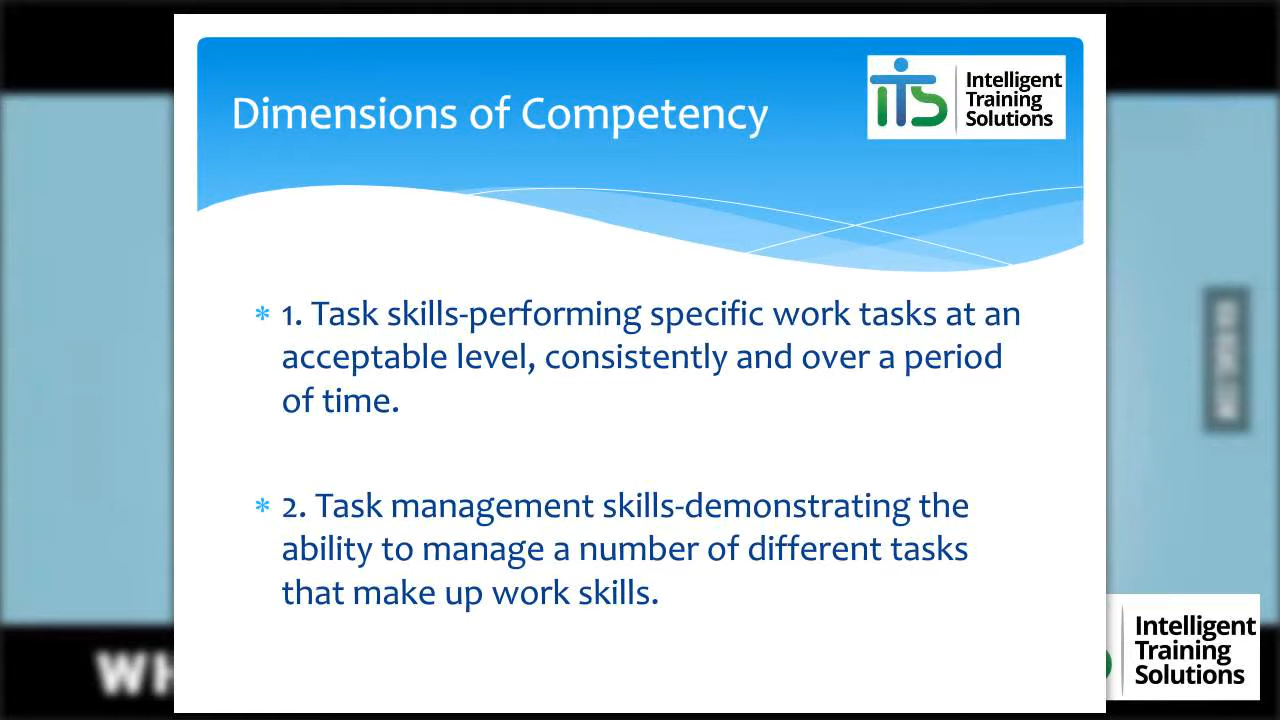 Dimensions of Competency
iTS
Intelligent
Training
Solutions
* 1. Task skills-performing specific work tasks at an
acceptable level, consistently and over a period
of time.
* 2. Task management skills-demonstrating the
ability to manage a number of different tasks
that make up work skills.
WH
Intelligent
Training
Solutions